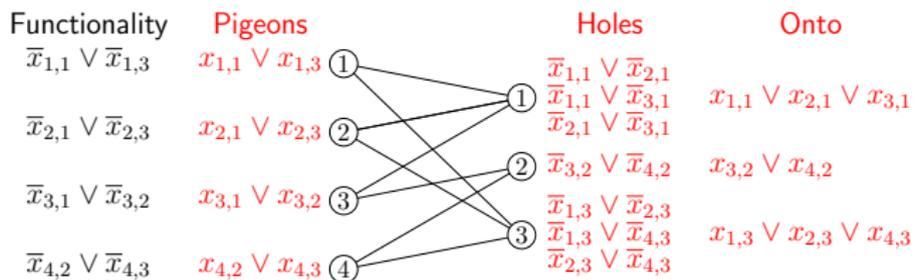 Functionality Pigeons Holes Onto
x̅₁,₁ ∨ x̅₁,₃ x₁,₁ ∨ x₁,₃ 1
x̅₁,₁ ∨ x̅₂,₁
1 x̅₁,₁ ∨ x̅₃,₁ x₁,₁ ∨ x₂,₁ ∨ x₃,₁
x̅₂,₁ ∨ x̅₃,₁
x̅₂,₁ ∨ x̅₂,₃ x₂,₁ ∨ x₂,₃ 2
2 x̅₃,₂ ∨ x̅₄,₂ x₃,₂ ∨ x₄,₂
x̅₃,₁ ∨ x̅₃,₂ x₃,₁ ∨ x₃,₂ 3
x̅₁,₃ ∨ x̅₂,₃
3 x̅₁,₃ ∨ x̅₄,₃ x₁,₃ ∨ x₂,₃ ∨ x₄,₃
x̅₂,₃ ∨ x̅₄,₃
x̅₄,₂ ∨ x̅₄,₃ x₄,₂ ∨ x₄,₃ 4